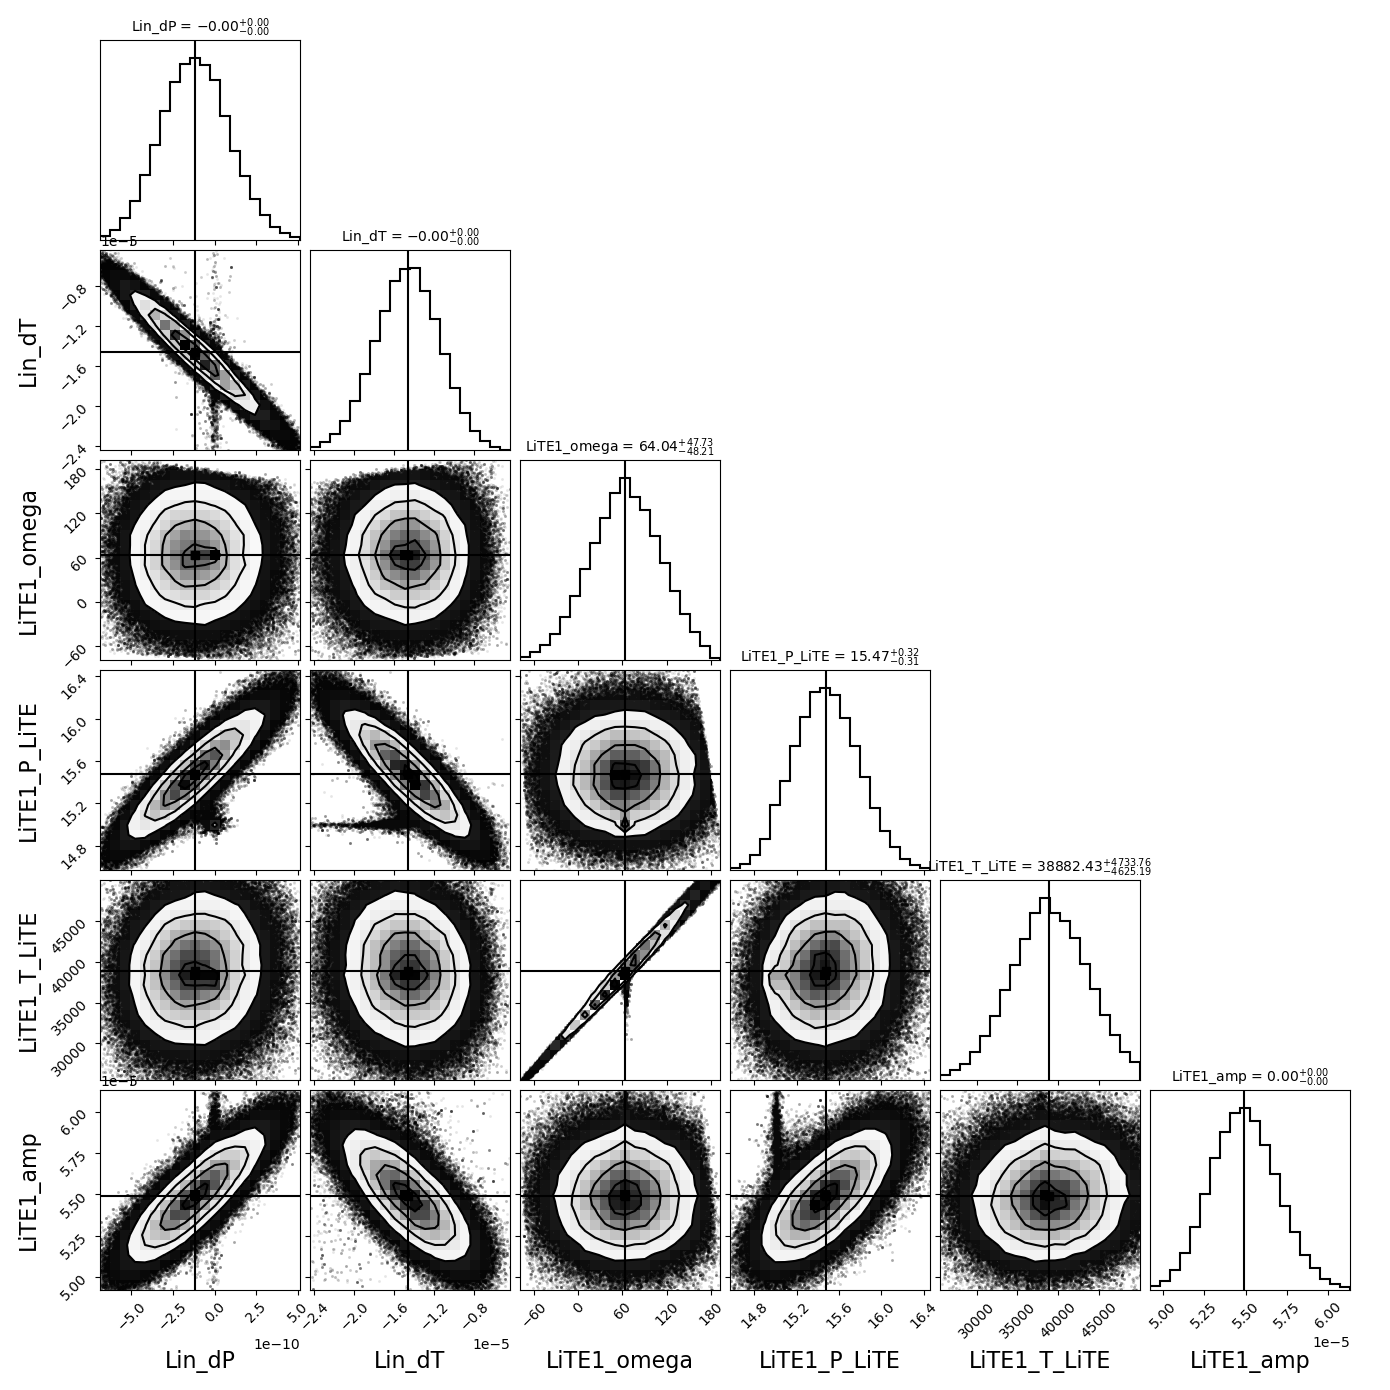 Lin_dP = −0.00+0.00−0.00
1e−5
Lin_dT = −0.00+0.00−0.00
Lin_dT
−0.8
−1.2
−1.6
−2.0
−2.4
LiTE1_omega = 64.04+47.73−48.21
LiTE1_omega
180
120
60
0
−60
LiTE1_P_LiTE = 15.47+0.32−0.31
LiTE1_P_LiTE
16.4
16.0
15.6
15.2
14.8
LiTE1_T_LiTE = 38882.43+4733.76−4625.19
LiTE1_T_LiTE
45000
40000
35000
30000
1e−5
LiTE1_amp = 0.00+0.00−0.00
LiTE1_amp
6.00
5.75
5.50
5.25
5.00
−5.0 −2.5 0.0 2.5 5.0
−2.4 −2.0 −1.6 −1.2 −0.8
−60 0 60 120 180
14.8 15.2 15.6 16.0 16.4
30000 35000 40000 45000
5.00 5.25 5.50 5.75 6.00
1e−10 1e−5 1e−5
Lin_dP Lin_dT LiTE1_omega LiTE1_P_LiTE LiTE1_T_LiTE LiTE1_amp